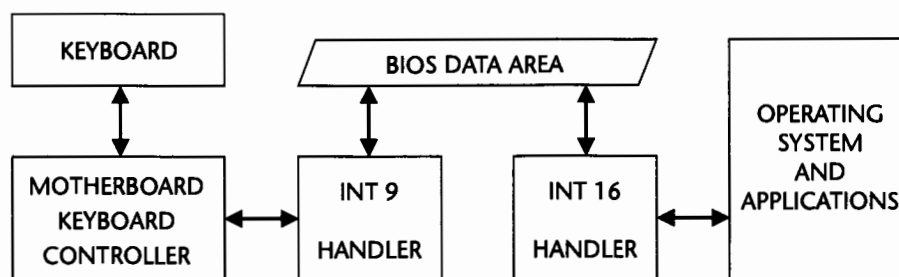 KEYBOARD
BIOS DATA AREA
OPERATING
SYSTEM
AND
APPLICATIONS
MOTHERBOARD
KEYBOARD
CONTROLLER
INT 9
HANDLER
INT 16
HANDLER